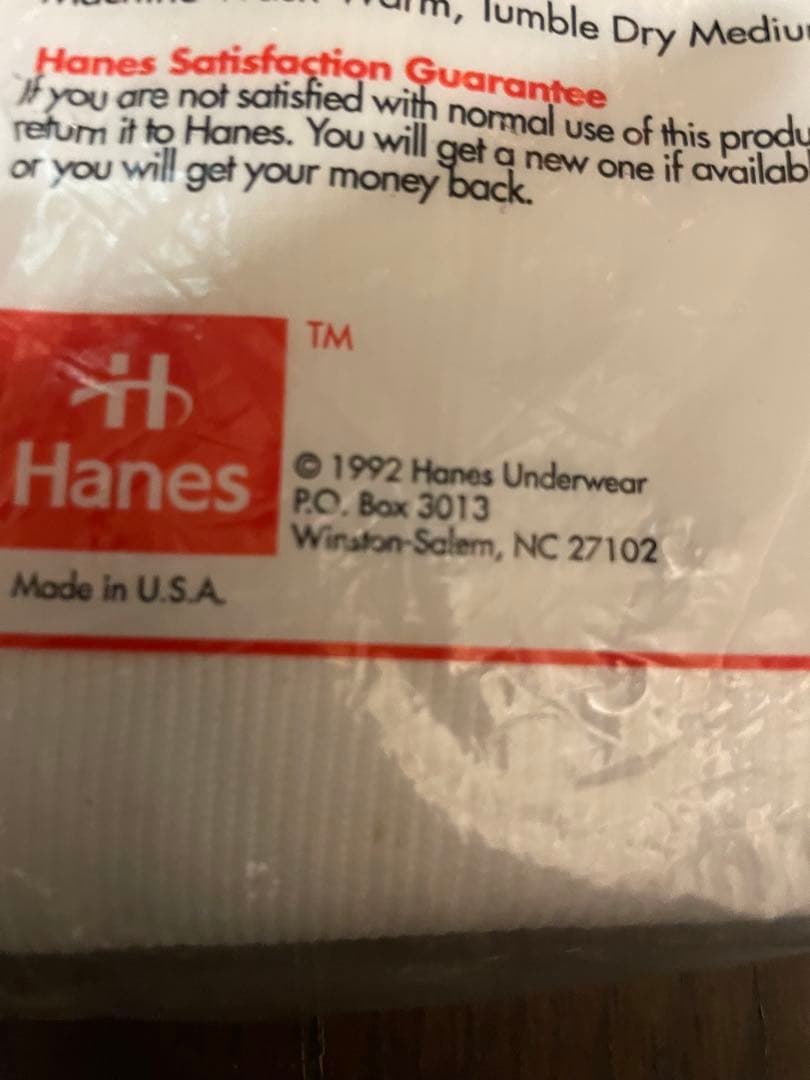 Warm, Tumble Dry Mediu
Hanes Satisfaction Guarantee
If you are not satisfied with normal use of this produ
return it to Hanes. You will get a new one if availab
or you will get your money back.
TM
H
Hanes
© 1992 Hanes Underwear
P.O. Box 3013
Winston-Salem, NC 27102
Made in U.S.A.